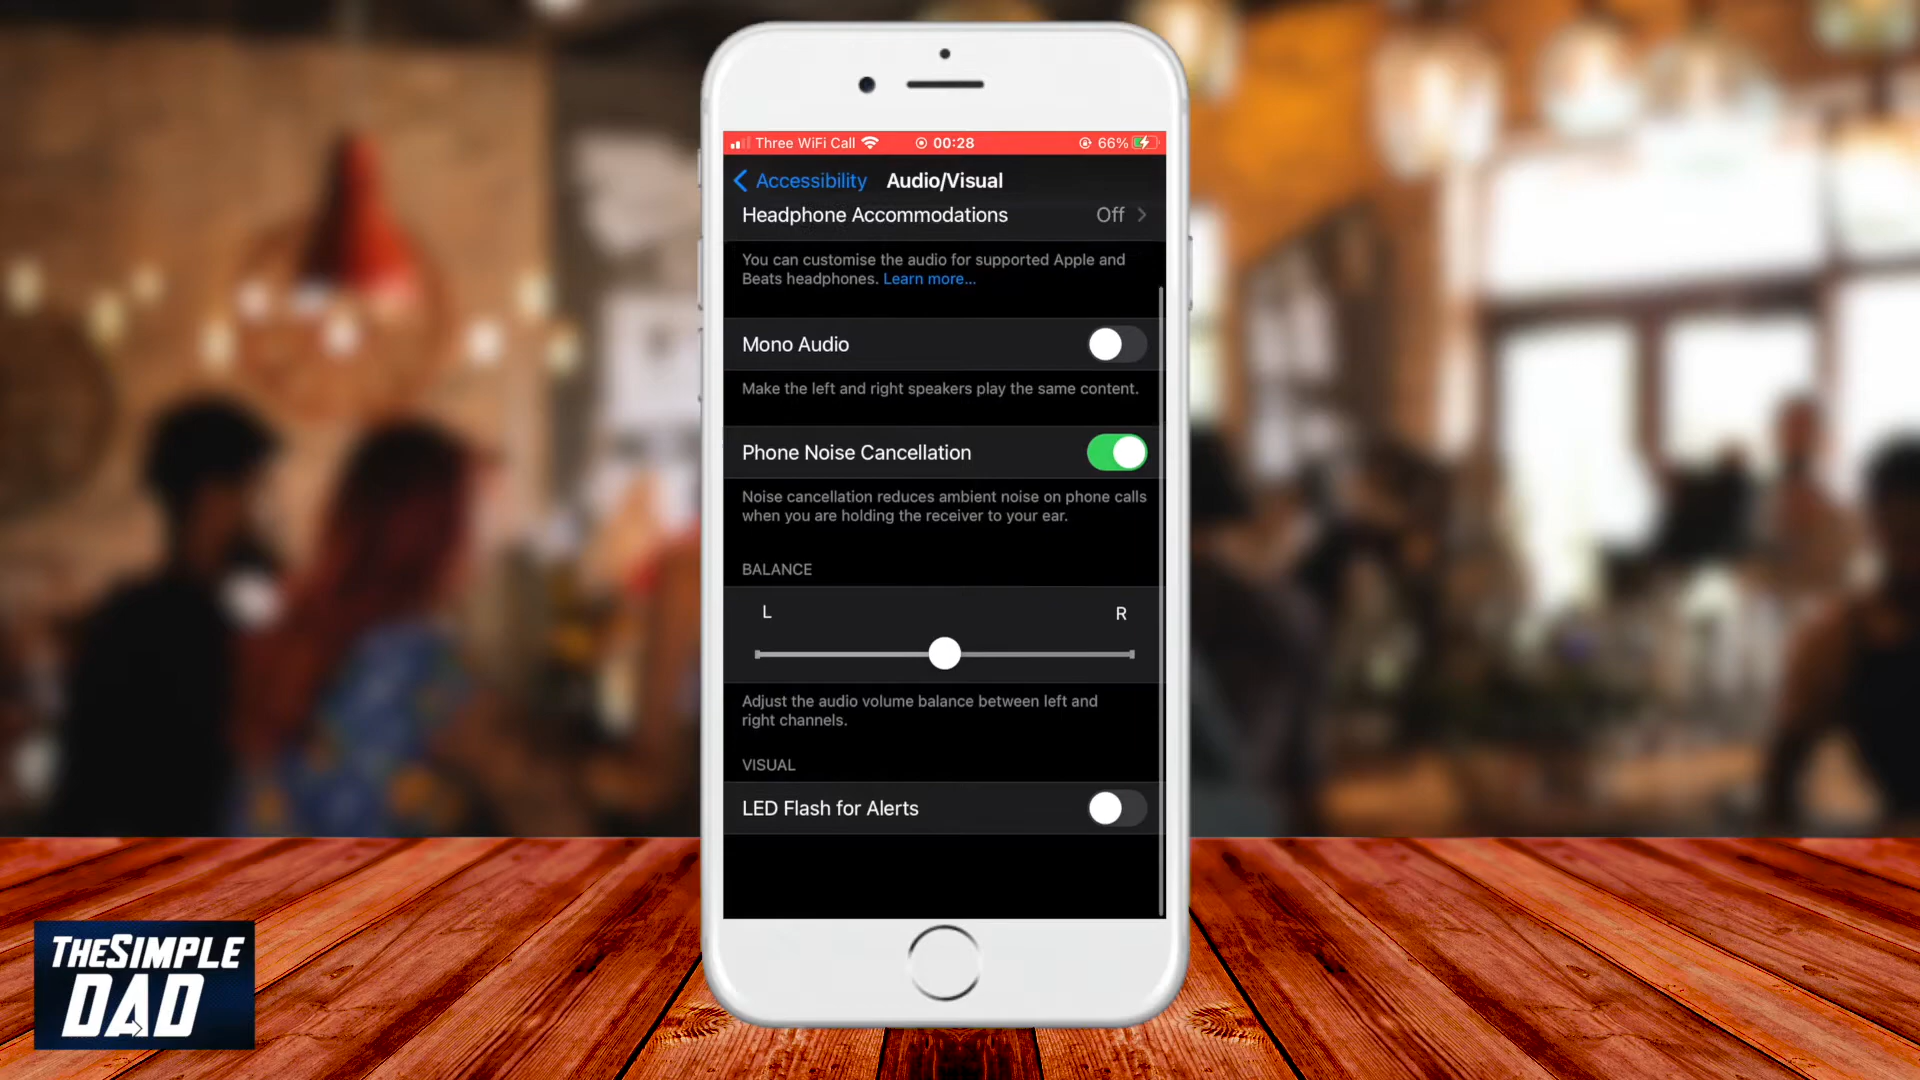 Three WiFi Call 00:28 66%
Accessibility Audio/Visual
Headphone Accommodations Off
You can customise the audio for supported Apple and
Beats headphones. Learn more...
Mono Audio
Make the left and right speakers play the same content.
Phone Noise Cancellation
Noise cancellation reduces ambient noise on phone calls
when you are holding the receiver to your ear.
BALANCE
L R
Adjust the audio volume balance between left and
right channels.
VISUAL
LED Flash for Alerts
THESIMPLE
DAD